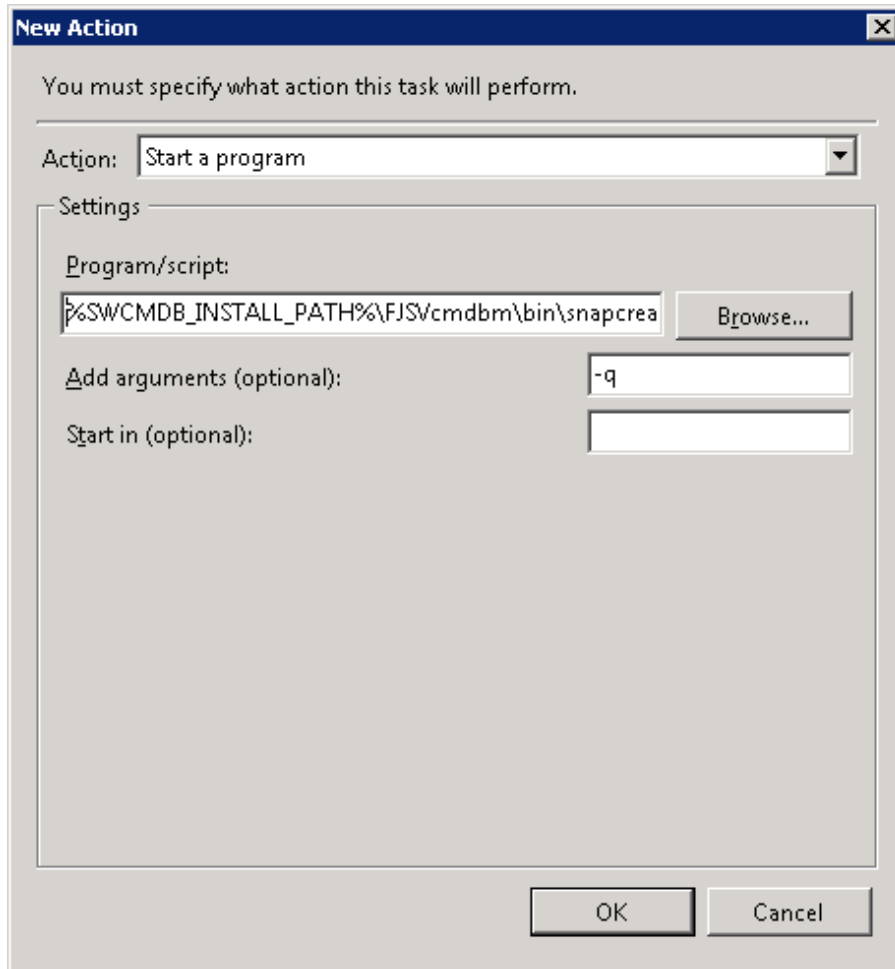 New Action
You must specify what action this task will perform.
Action: Start a program
Settings
Program/script:
%SWCMDB_INSTALL_PATH%\FJSVcmdbm\bin\snapcrea Browse...
Add arguments (optional): -q
Start in (optional):
OK Cancel